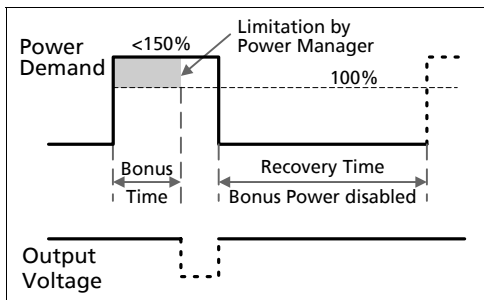 Power
Demand
<150%
Limitation by
Power Manager
100%
Bonus
Time
Recovery Time
Bonus Power disabled
Output
Voltage